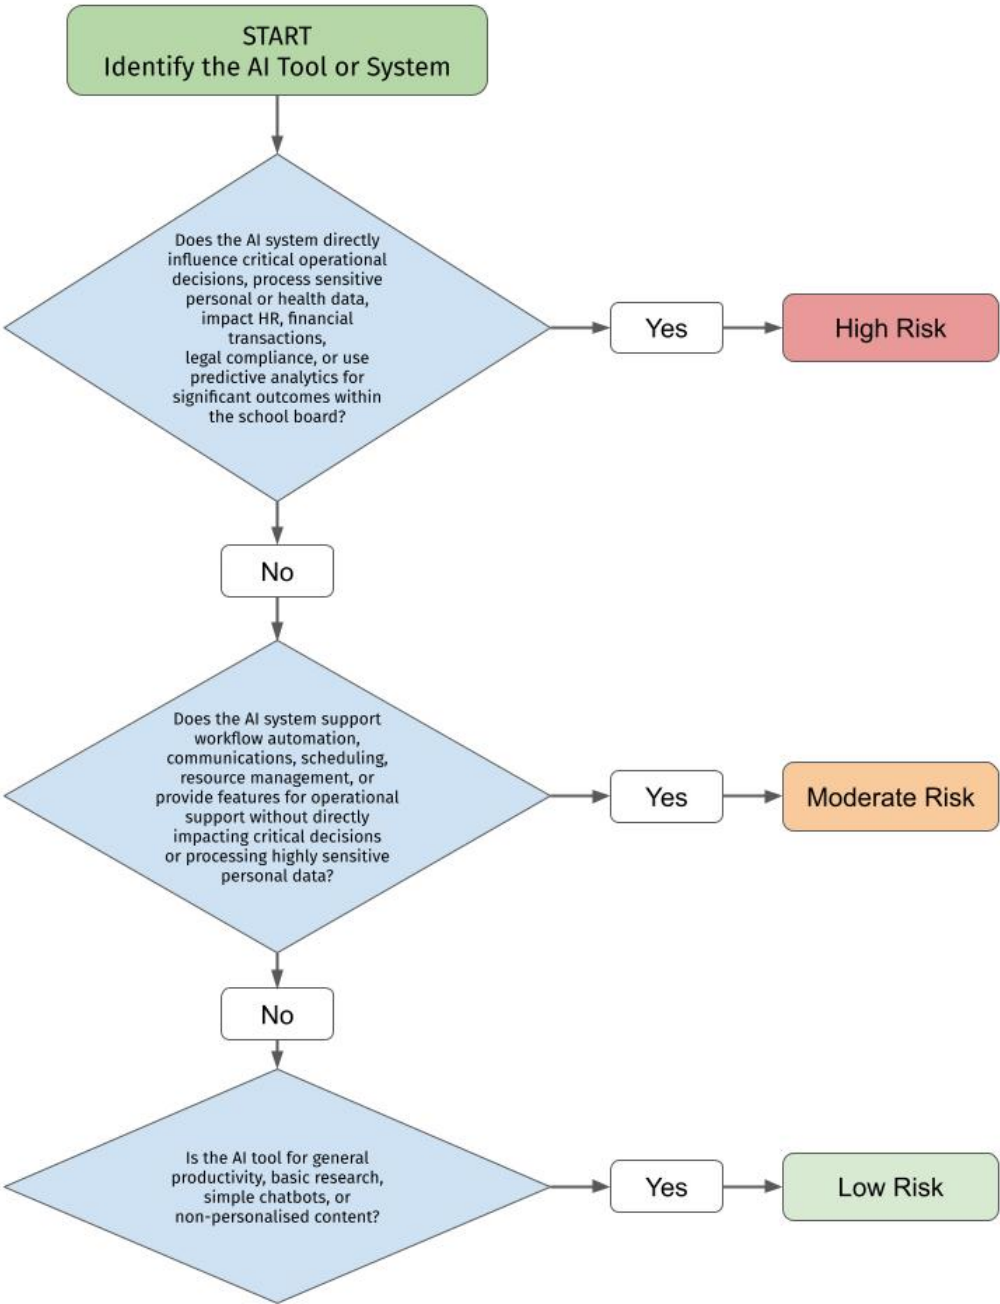 START
Identify the AI Tool or System
Does the AI system directly
influence critical operational
decisions, process sensitive
personal or health data,
impact HR, financial
transactions,
legal compliance, or use
predictive analytics for
significant outcomes within
the school board?
Yes
High Risk
No
Does the AI system support
workflow automation,
communications, scheduling,
resource management, or
provide features for operational
support without directly
impacting critical decisions
or processing highly sensitive
personal data?
Yes
Moderate Risk
No
Is the AI tool for general
productivity, basic research,
simple chatbots, or
non-personalised content?
Yes
Low Risk